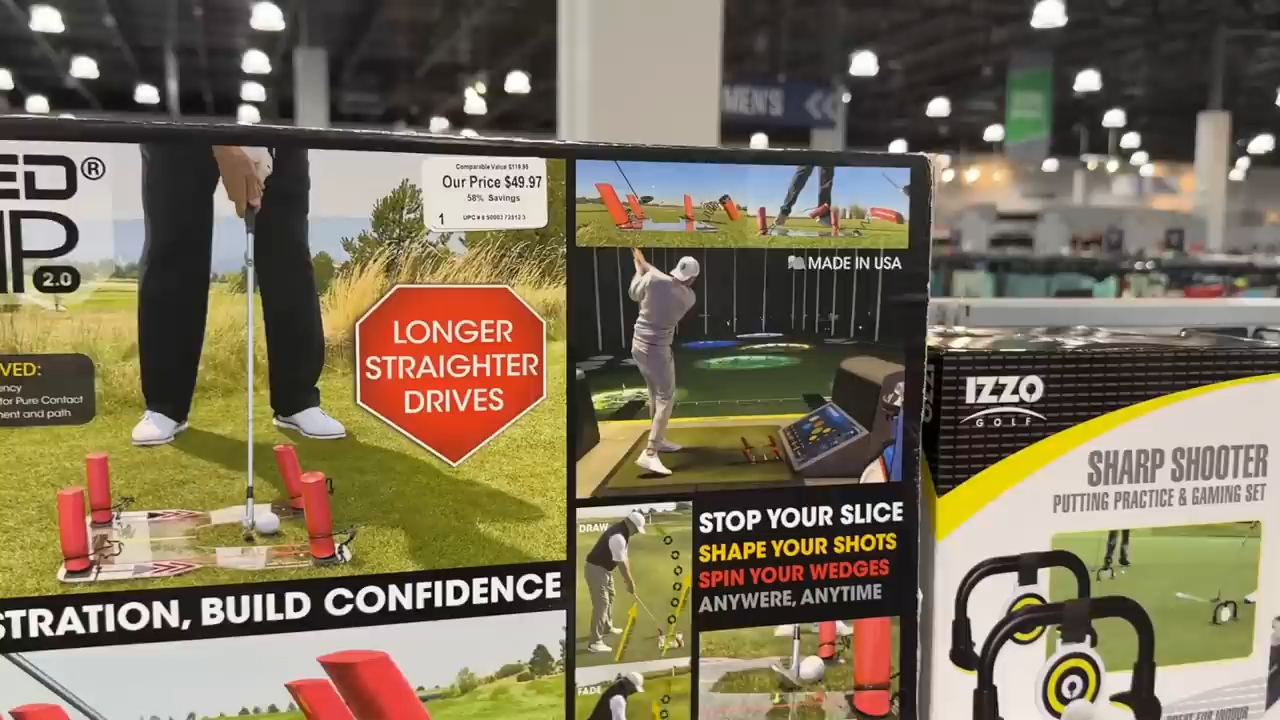 ED®
IP
2.0
VED:
ency
for Pure Contact
ment and path
Comparable Value $119.95
Our Price $49.97
58% Savings
1
LONGER
STRAIGHTER
DRIVES
STRATION, BUILD CONFIDENCE
MADE IN USA
DRAW
FADE
STOP YOUR SLICE
SHAPE YOUR SHOTS
SPIN YOUR WEDGES
ANYWERE, ANYTIME
MEN'S
IZZO
GOLF
SHARP SHOOTER
PUTTING PRACTICE & GAMING SET